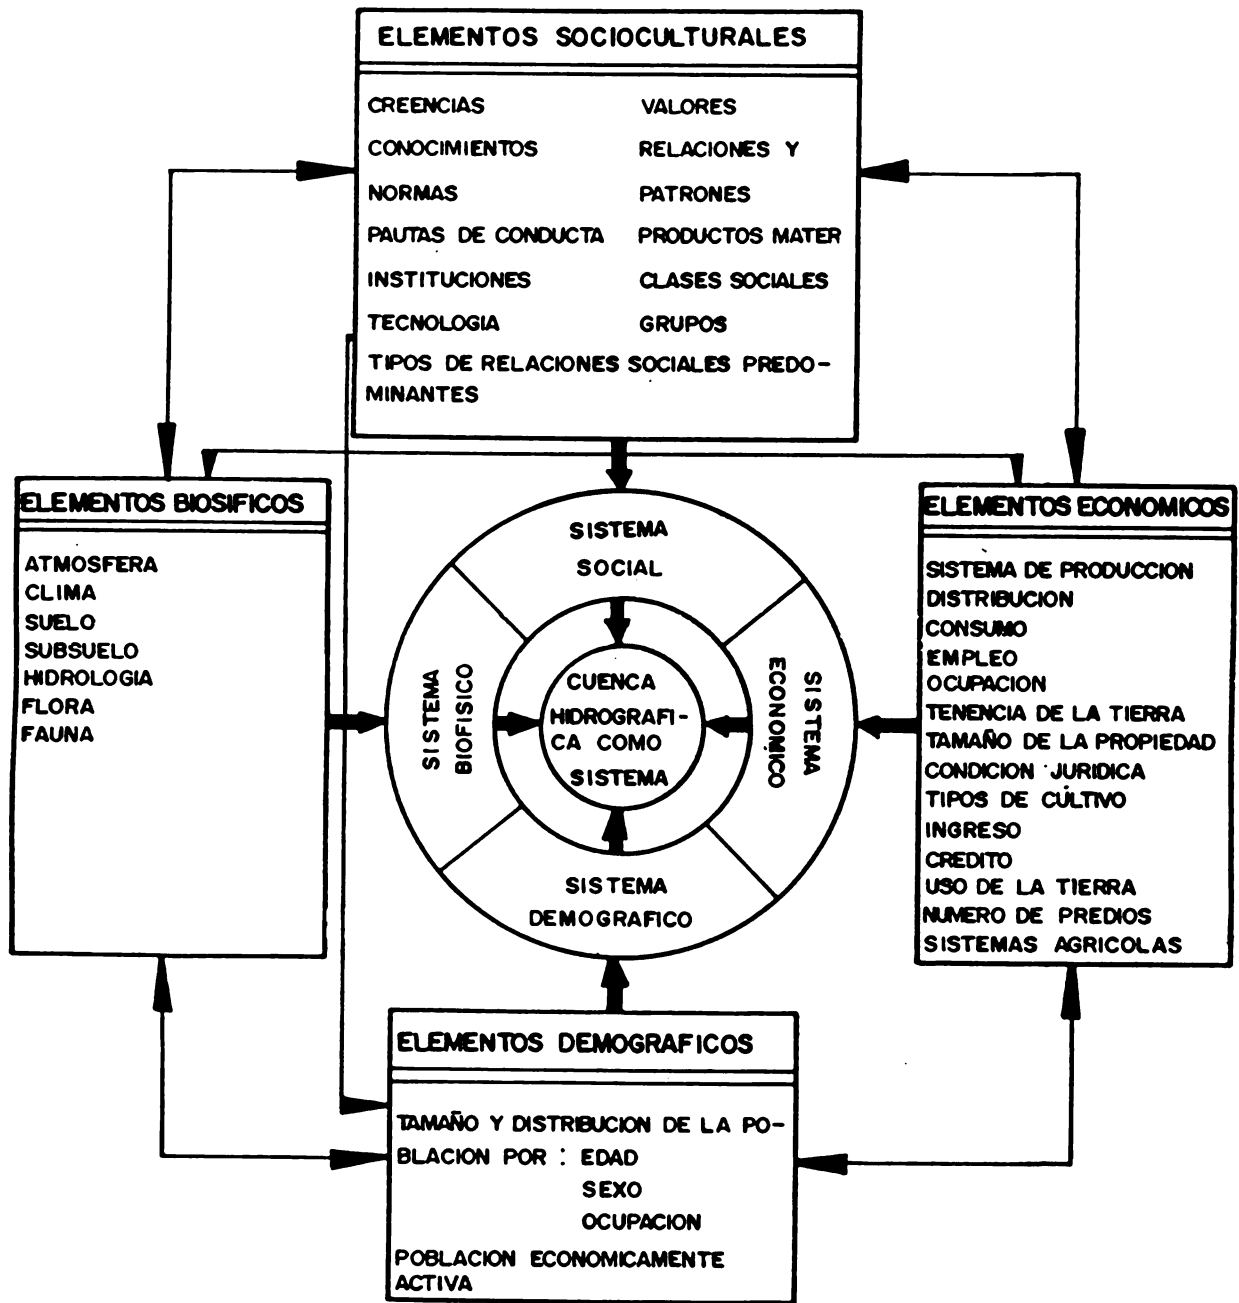 ELEMENTOS SOCIOCULTURALES
CREENCIAS VALORES
CONOCIMIENTOS RELACIONES Y
NORMAS PATRONES
PAUTAS DE CONDUCTA PRODUCTOS MATER
INSTITUCIONES CLASES SOCIALES
TECNOLOGIA GRUPOS
TIPOS DE RELACIONES SOCIALES PREDO-
MINANTES
ELEMENTOS BIOSIFICOS
ATMOSFERA
CLIMA
SUELO
SUBSUELO
HIDROLOGIA
FLORA
FAUNA
SISTEMA
SOCIAL
SISTEMA
BIOFISICO
CUENCA
HIDROGRAFI-
CA COMO
SISTEMA
SISTEMA
ECONOMICO
SISTEMA
DEMOGRAFICO
ELEMENTOS ECONOMICOS
SISTEMA DE PRODUCCION
DISTRIBUCION
CONSUMO
EMPLEO
OCUPACION
TENENCIA DE LA TIERRA
TAMAÑO DE LA PROPIEDAD
CONDICION JURIDICA
TIPOS DE CULTIVO
INGRESO
CREDITO
USO DE LA TIERRA
NUMERO DE PREDIOS
SISTEMAS AGRICOLAS
ELEMENTOS DEMOGRAFICOS
TAMAÑO Y DISTRIBUCION DE LA PO-
BLACION POR : EDAD
SEXO
OCUPACION
POBLACION ECONOMICAMENTE
ACTIVA